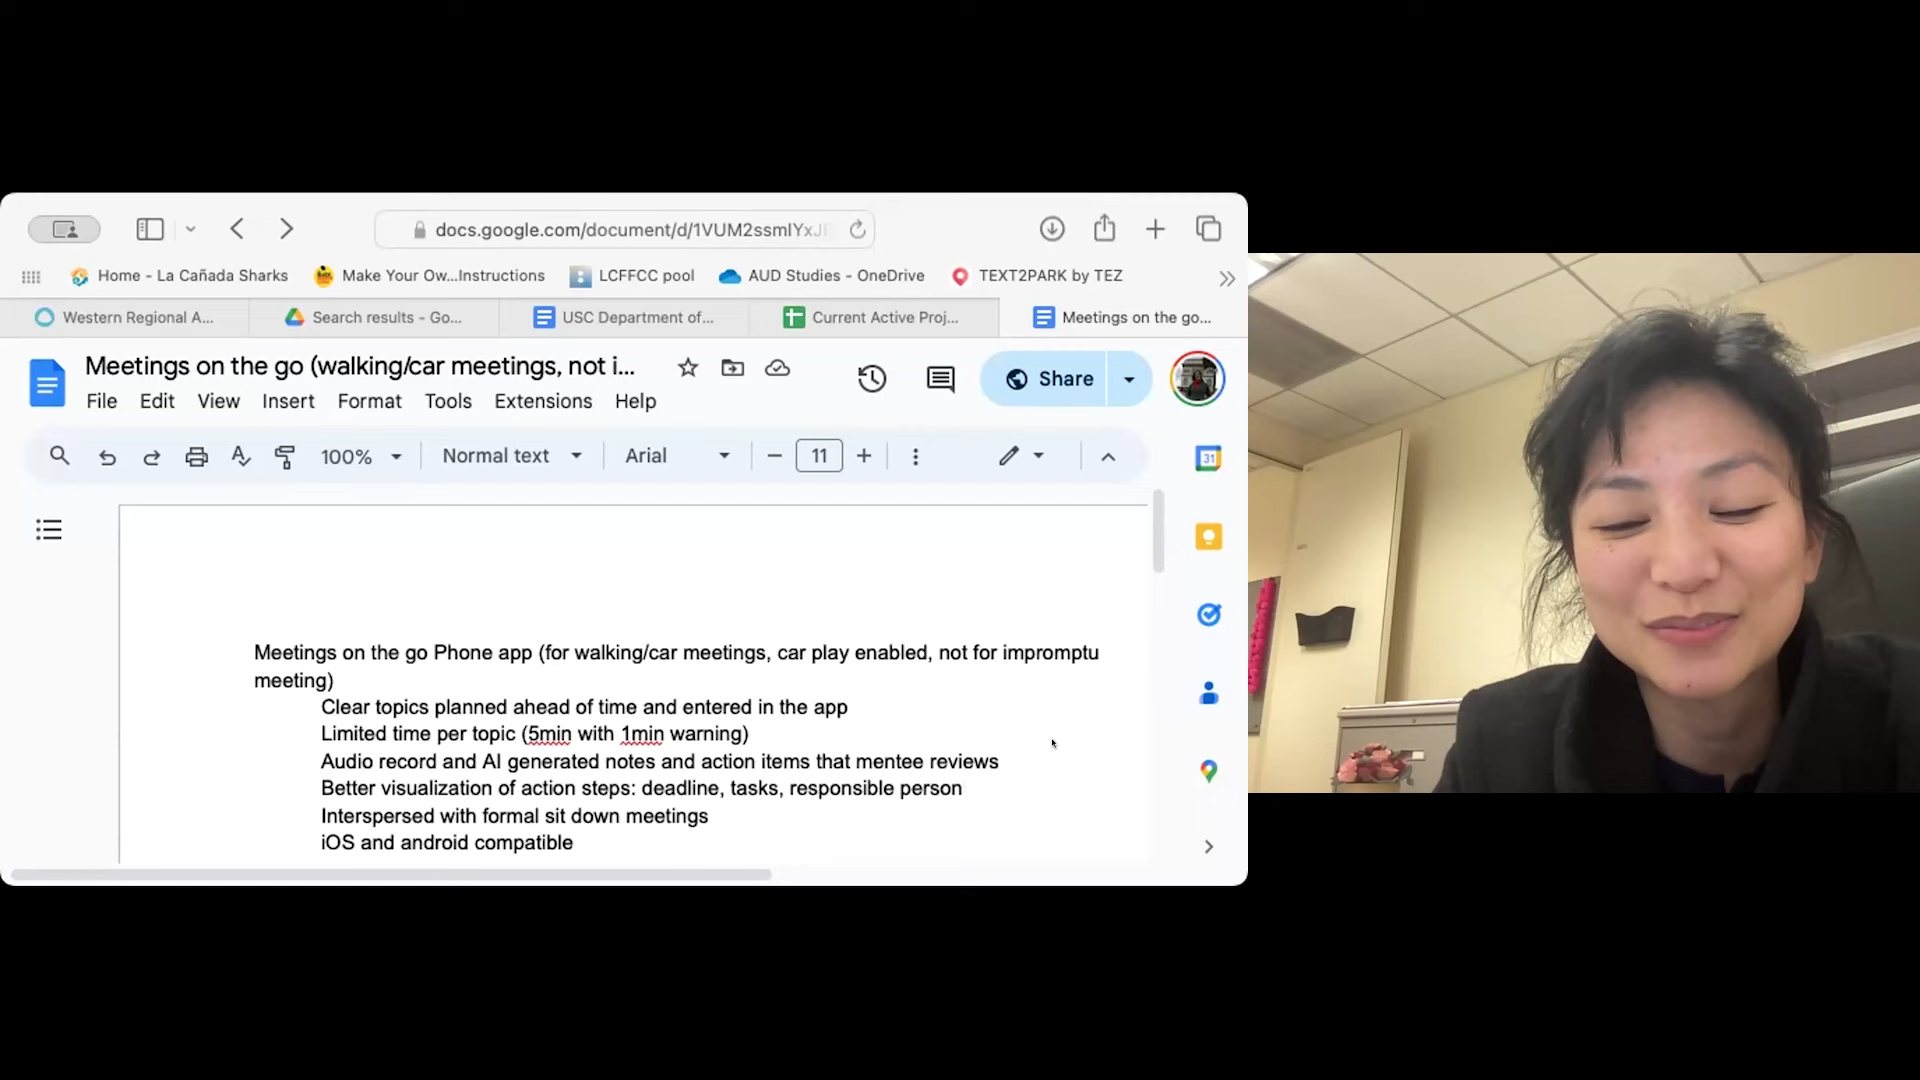 docs.google.com/document/d/1VUM2ssmlYxJ
Home - La Cañada Sharks
Make Your Ow...Instructions
LCFFCC pool
AUD Studies - OneDrive
TEXT2PARK by TEZ
Western Regional A...
Search results - Go...
USC Department of...
Current Active Proj...
Meetings on the go...
Meetings on the go (walking/car meetings, not i...
Share
File Edit View Insert Format Tools Extensions Help
100% Normal text Arial 11
31
Meetings on the go Phone app (for walking/car meetings, car play enabled, not for impromptu
meeting)
Clear topics planned ahead of time and entered in the app
Limited time per topic (5min with 1min warning)
Audio record and AI generated notes and action items that mentee reviews
Better visualization of action steps: deadline, tasks, responsible person
Interspersed with formal sit down meetings
iOS and android compatible